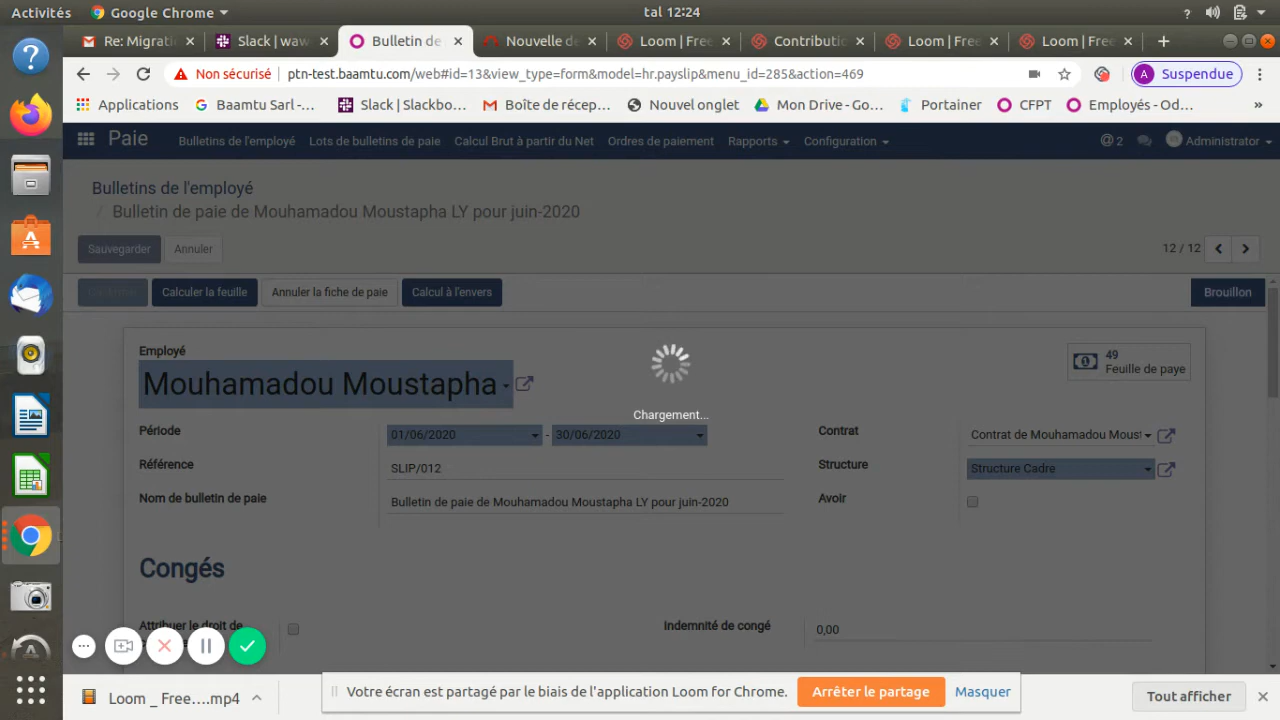 Activités Google Chrome tal 12:24 ?
Re: Migrati Slack | waw Bulletin de Nouvelle de Loom | Free Contributio Loom | Free Loom | Free
Non sécurisé ptn-test.baamtu.com/web#id=13&view_type=form&model=hr.payslip&menu_id=285&action=469 A Suspendue
Applications Baamtu Sarl -... Slack | Slackbo... Boîte de récep... Nouvel onglet Mon Drive - Go... Portainer CFPT Employés - Od... »
Paie Bulletins de l'employé Lots de bulletins de paie Calcul Brut à partir du Net Ordres de paiement Rapports Configuration @ 2 Administrator
Bulletins de l'employé
/ Bulletin de paie de Mouhamadou Moustapha LY pour juin-2020
Sauvegarder Annuler 12 / 12
Calculer la feuille Annuler la fiche de paie Calcul à l'envers Brouillon
Employé
49
Feuille de paye
Mouhamadou Moustapha
Chargement...
Période 01/06/2020 - 30/06/2020 Contrat Contrat de Mouhamadou Moust
Référence SLIP/012 Structure Structure Cadre
Nom de bulletin de paie Bulletin de paie de Mouhamadou Moustapha LY pour juin-2020 Avoir
Congés
Attribuer le droit de Indemnité de congé 0,00
Loom _ Free....mp4 Votre écran est partagé par le biais de l'application Loom for Chrome. Arrêter le partage Masquer Tout afficher